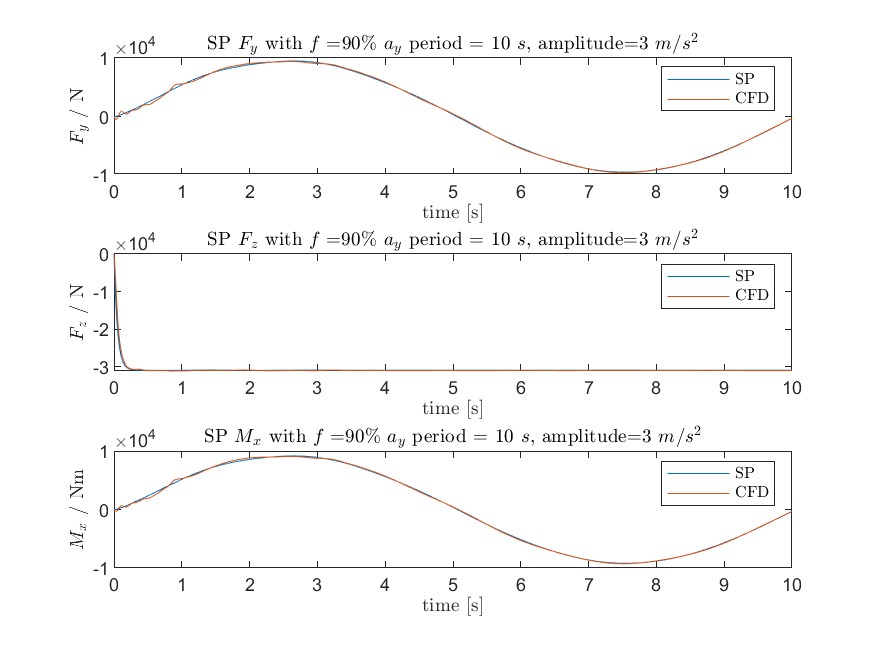 SP F_y with f =90% a_y period = 10 s, amplitude=3 m/s^2
×10^4
1
0
-1
F_y / N
SP
CFD
0 1 2 3 4 5 6 7 8 9 10
time [s]
SP F_z with f =90% a_y period = 10 s, amplitude=3 m/s^2
×10^4
0
-1
-2
-3
F_z / N
SP
CFD
0 1 2 3 4 5 6 7 8 9 10
time [s]
SP M_x with f =90% a_y period = 10 s, amplitude=3 m/s^2
×10^4
1
0
-1
M_x / Nm
SP
CFD
0 1 2 3 4 5 6 7 8 9 10
time [s]